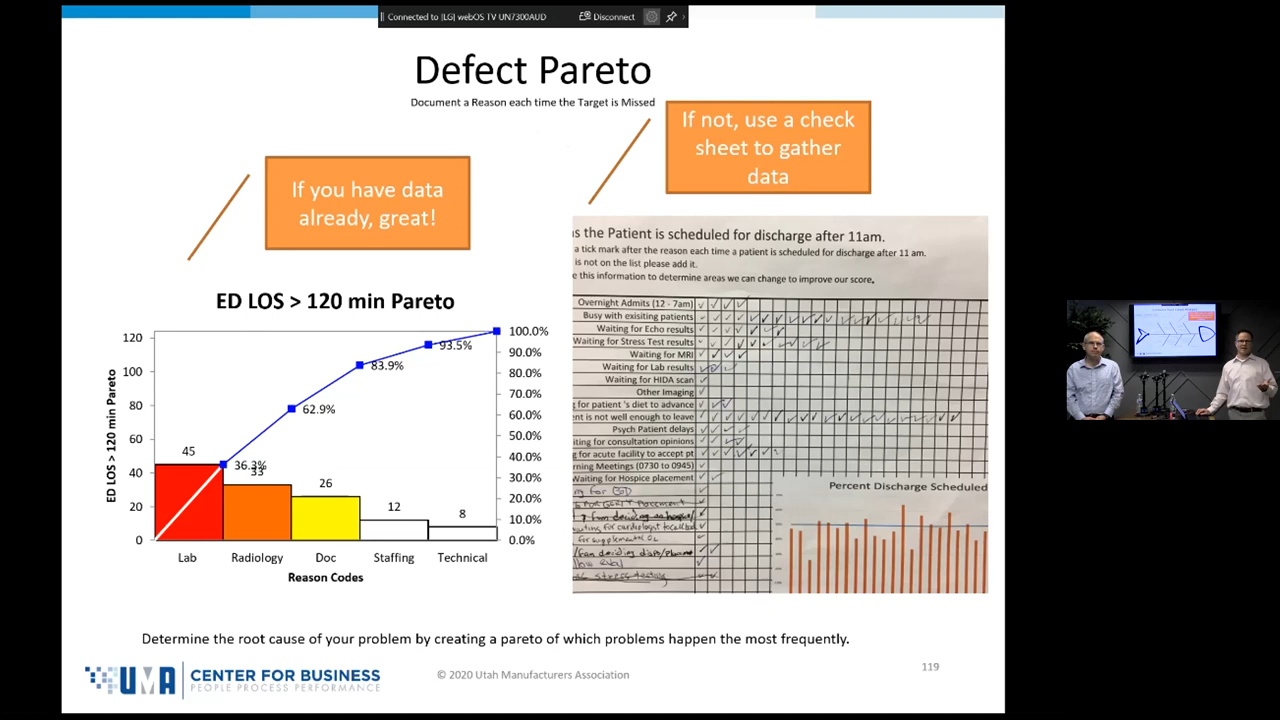 Connected to [LG] webOS TV UN7300AUD
Disconnect
Defect Pareto
Document a Reason each time the Target is Missed
If you have data
already, great!
If not, use a check
sheet to gather
data
ED LOS > 120 min Pareto
ED LOS > 120 min Pareto
120
100
80
60
40
20
0
100.0%
90.0%
80.0%
70.0%
60.0%
50.0%
40.0%
30.0%
20.0%
10.0%
0.0%
45
33
26
12
8
36.3%
62.9%
83.9%
93.5%
Lab
Radiology
Doc
Staffing
Technical
Reason Codes
s the Patient is scheduled for discharge after 11am.
a tick mark after the reason each time a patient is scheduled for discharge after 11 am.
is not on the list please add it.
e this information to determine areas we can change to improve our score.
Overnight Admits (12 - 7am)
Busy with exisiting patients
Waiting for Echo results
Waiting for Stress Test results
Waiting for MRI
Waiting for Lab results
Waiting for HIDA scan
Other Imaging
g for patient 's diet to advance
nt is not well enough to leave
Psych Patient delays
iting for consultation opinions
g for acute facility to accept pt
rning Meetings (0730 to 0945)
Waiting for Hospice placement
for supplemental O2
stress testing
Percent Discharge Scheduled
Determine the root cause of your problem by creating a pareto of which problems happen the most frequently.
UMA
CENTER FOR BUSINESS
PEOPLE PROCESS PERFORMANCE
© 2020 Utah Manufacturers Association
119